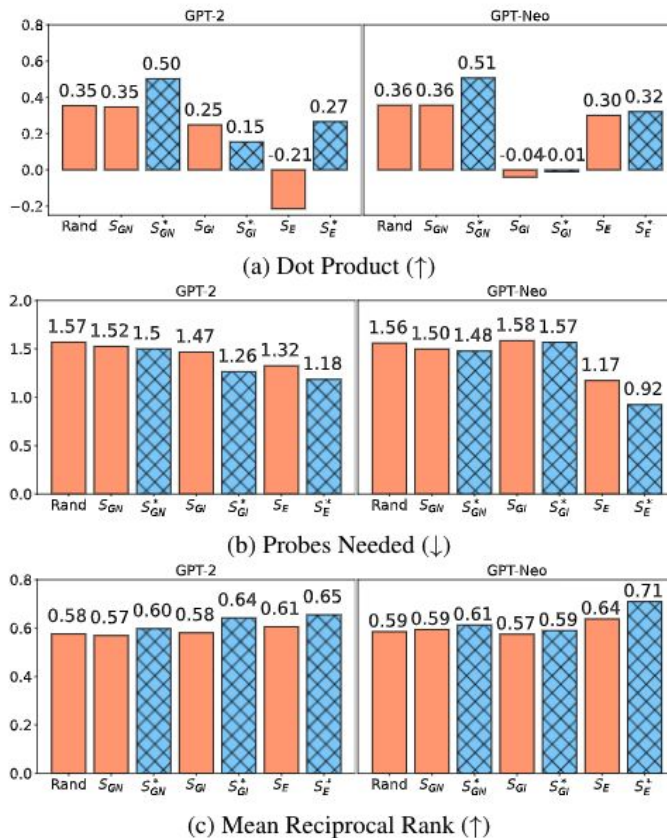 GPT-2 GPT-Neo
0.8
0.6
0.4
0.2
0.0
−0.2
0.35 0.35 0.50 0.25 0.15 -0.21 0.27
0.36 0.36 0.51 -0.04 -0.01 0.30 0.32
Rand S_GN S*_GN S_GI S*_GI S_E S*_E Rand S_GN S*_GN S_GI S*_GI S_E S*_E
(a) Dot Product (↑)
GPT-2 GPT-Neo
2.0
1.5
1.0
0.5
0.0
1.57 1.52 1.5 1.47 1.26 1.32 1.18
1.56 1.50 1.48 1.58 1.57 1.17 0.92
Rand S_GN S*_GN S_GI S*_GI S_E S*_E Rand S_GN S*_GN S_GI S*_GI S_E S*_E
(b) Probes Needed (↓)
GPT-2 GPT-Neo
0.8
0.6
0.4
0.2
0.0
0.58 0.57 0.60 0.58 0.64 0.61 0.65
0.59 0.59 0.61 0.57 0.59 0.64 0.71
Rand S_GN S*_GN S_GI S*_GI S_E S*_E Rand S_GN S*_GN S_GI S*_GI S_E S*_E
(c) Mean Reciprocal Rank (↑)